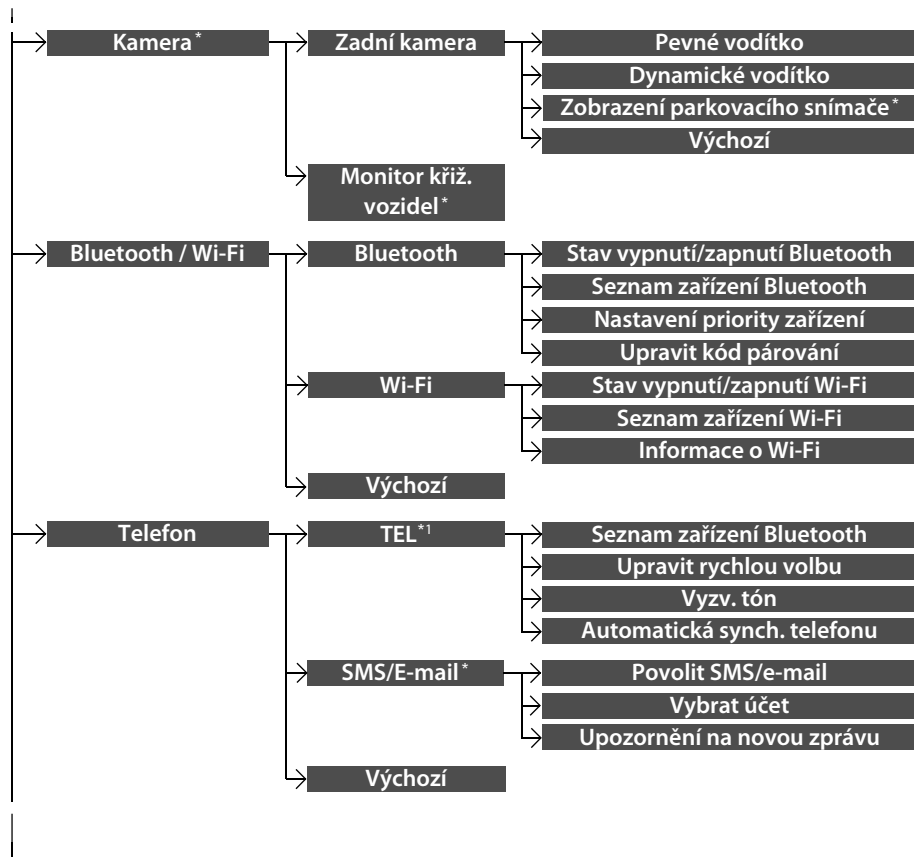 Kamera*
Zadní kamera
Pevné vodítko
Dynamické vodítko
Zobrazení parkovacího snímače*
Výchozí
Monitor křiž.
vozidel*
Bluetooth / Wi-Fi
Bluetooth
Stav vypnutí/zapnutí Bluetooth
Seznam zařízení Bluetooth
Nastavení priority zařízení
Upravit kód párování
Wi-Fi
Stav vypnutí/zapnutí Wi-Fi
Seznam zařízení Wi-Fi
Informace o Wi-Fi
Výchozí
Telefon
TEL*1
Seznam zařízení Bluetooth
Upravit rychlou volbu
Vyzv. tón
Automatická synch. telefonu
SMS/E-mail*
Povolit SMS/e-mail
Vybrat účet
Upozornění na novou zprávu
Výchozí